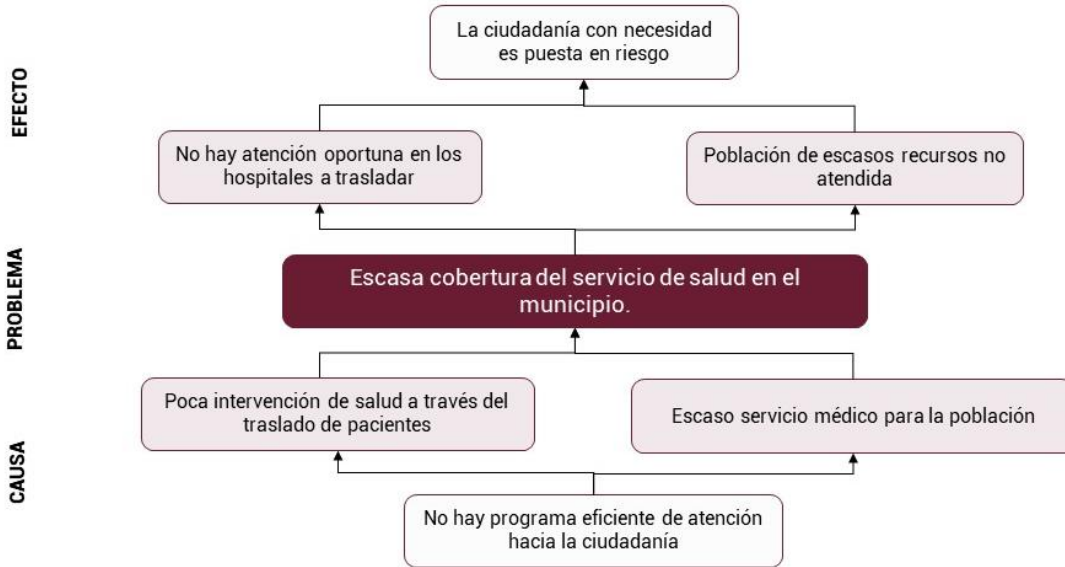 La ciudadanía con necesidad
es puesta en riesgo
EFECTO
No hay atención oportuna en los
hospitales a trasladar
Población de escasos recursos no
atendida
PROBLEMA
Escasa cobertura del servicio de salud en el
municipio.
Poca intervención de salud a través del
traslado de pacientes
Escaso servicio médico para la población
CAUSA
No hay programa eficiente de atención
hacia la ciudadanía